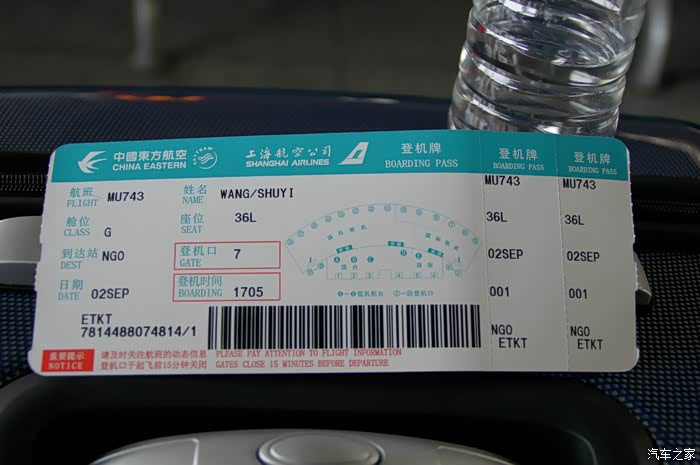 中國東方航空 上海航空公司 登机牌 登机牌 登机牌
CHINA EASTERN SKYTEAM SHANGHAI AIRLINES BOARDING PASS BOARDING PASS BOARDING PASS
航班 MU743 姓名 WANG/SHUYI MU743 MU743
FLIGHT NAME
舱位 G 座位 36L 36L 36L
CLASS SEAT
到达站 NGO 登机口 7 02SEP 02SEP
DEST GATE
日期 02SEP 登机时间 1705 001 001
DATE BOARDING
国内 国际
ETKT NGO NGO
7814488074814/1 ETKT ETKT
重要提示 请及时关注航班的动态信息 PLEASE PAY ATTENTION TO FLIGHT INFORMATION
NOTICE 登机口于起飞前15分钟关闭 GATES CLOSE 15 MINUTES BEFORE DEPARTURE
汽车之家